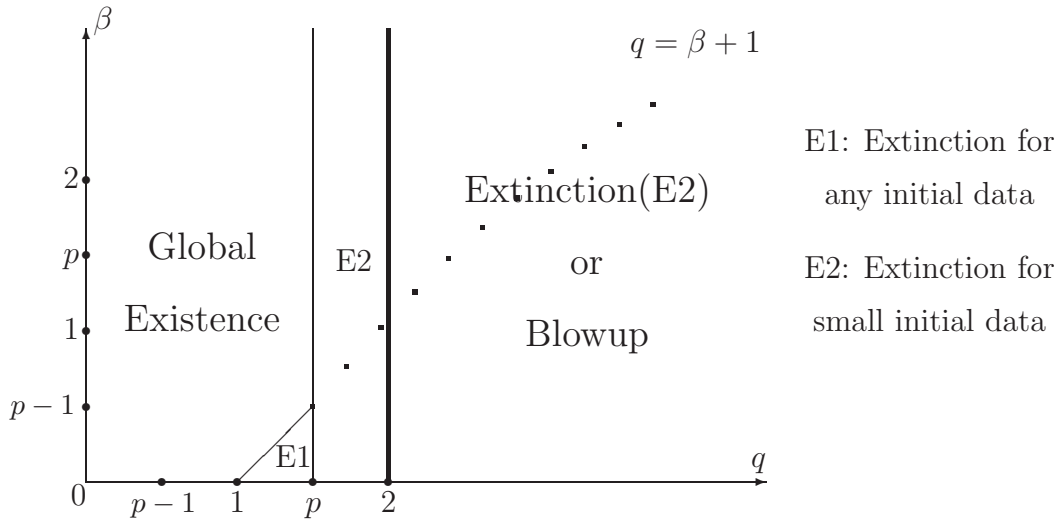 β
q = β + 1
2
p
1
p − 1
0
p − 1
1
p
2
q
Global
Existence
E2
E1
Extinction(E2)
or
Blowup
E1: Extinction for
any initial data
E2: Extinction for
small initial data